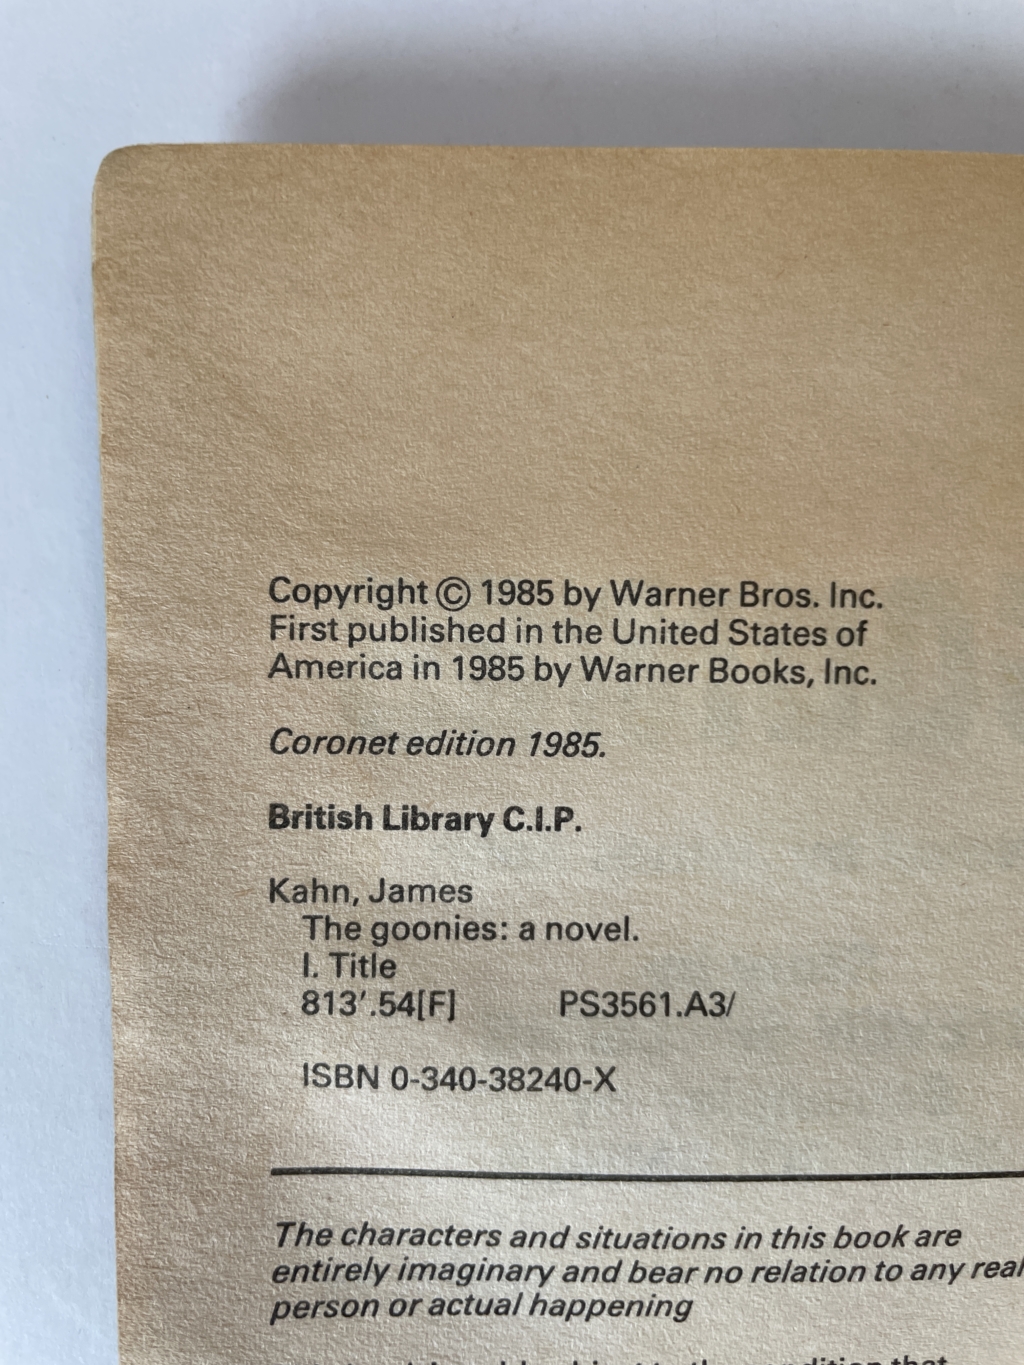 Copyright © 1985 by Warner Bros. Inc.
First published in the United States of
America in 1985 by Warner Books, Inc.
Coronet edition 1985.
British Library C.I.P.
Kahn, James
The goonies: a novel.
I. Title
813'.54[F] PS3561.A3/
ISBN 0-340-38240-X
The characters and situations in this book are
entirely imaginary and bear no relation to any real
person or actual happening